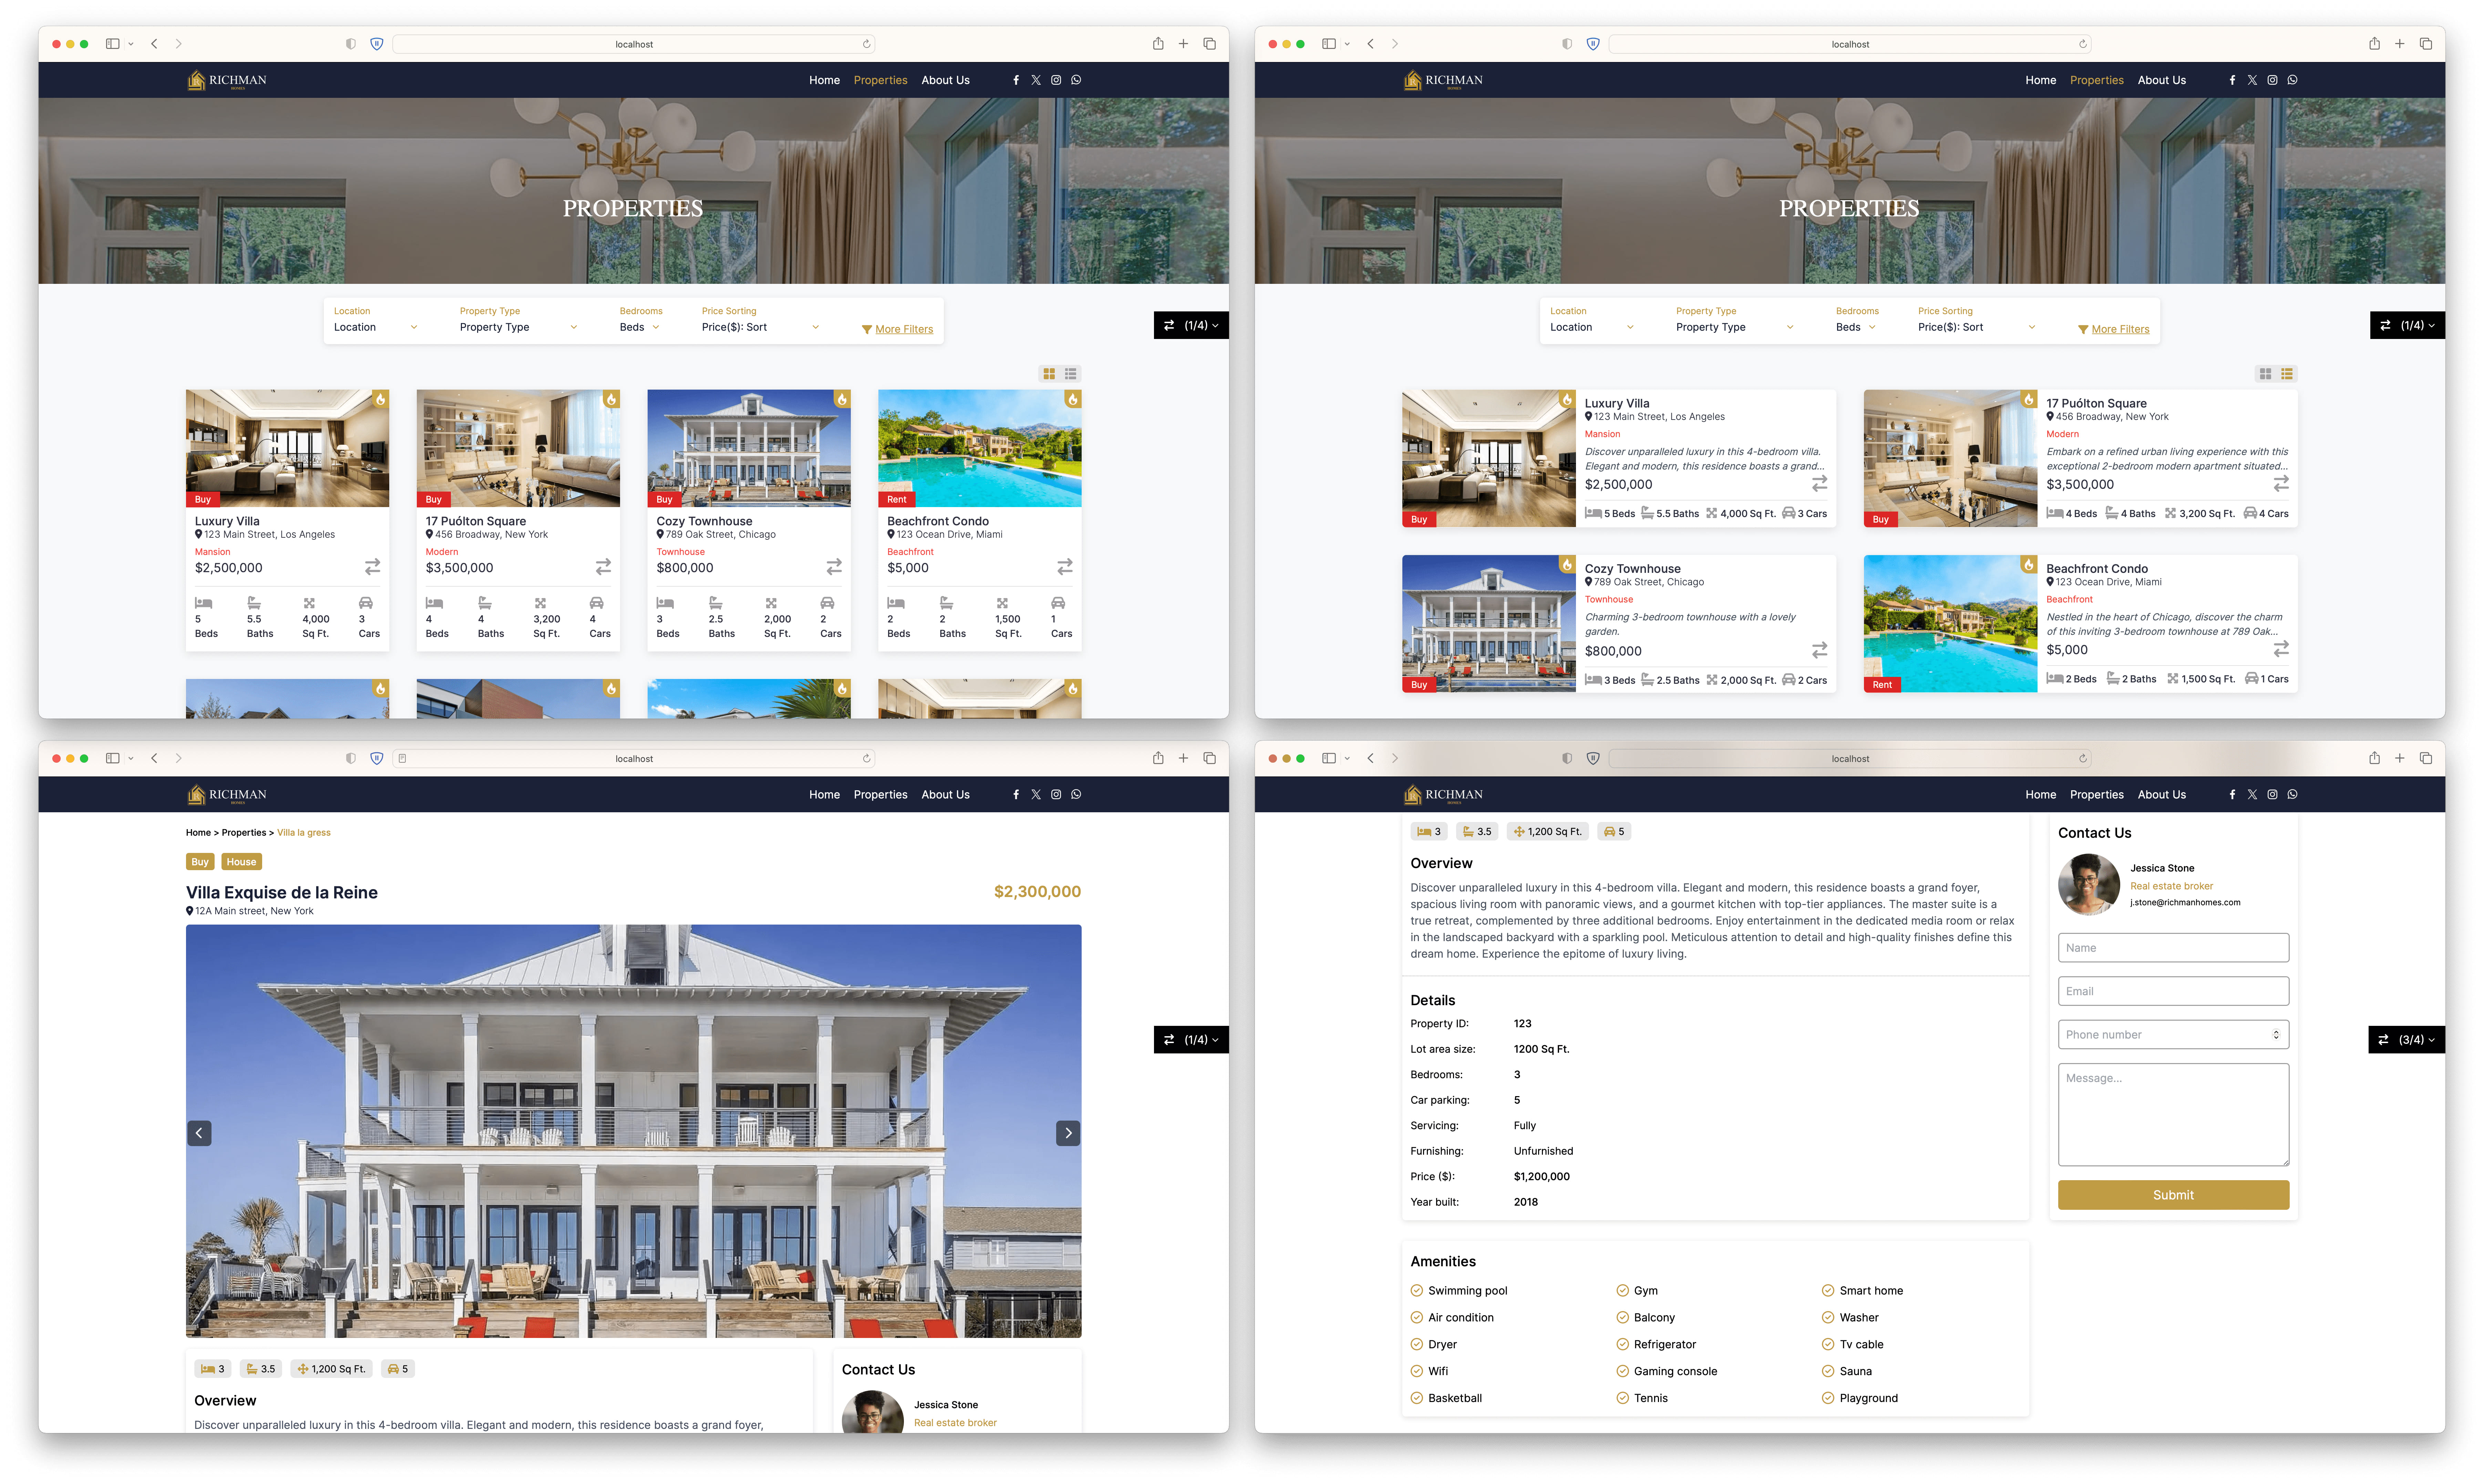 localhost
RICHMAN
HOMES
Home Properties About Us
PROPERTIES
Location Property Type Bedrooms Price Sorting
Location Property Type Beds Price($): Sort More Filters
(1/4)
Buy Buy Buy Rent
Luxury Villa 17 Puólton Square Cozy Townhouse Beachfront Condo
123 Main Street, Los Angeles 456 Broadway, New York 789 Oak Street, Chicago 123 Ocean Drive, Miami
Mansion Modern Townhouse Beachfront
$2,500,000 $3,500,000 $800,000 $5,000
5 5.5 4,000 3 4 4 3,200 4 3 2.5 2,000 2 2 2 1,500 1
Beds Baths Sq Ft. Cars Beds Baths Sq Ft. Cars Beds Baths Sq Ft. Cars Beds Baths Sq Ft. Cars
localhost
RICHMAN
HOMES
Home Properties About Us
PROPERTIES
Location Property Type Bedrooms Price Sorting
Location Property Type Beds Price($): Sort More Filters
(1/4)
Luxury Villa
123 Main Street, Los Angeles
Mansion
Discover unparalleled luxury in this 4-bedroom villa.
Elegant and modern, this residence boasts a grand...
$2,500,000
Buy
5 Beds 5.5 Baths 4,000 Sq Ft. 3 Cars
17 Puólton Square
456 Broadway, New York
Modern
Embark on a refined urban living experience with this
exceptional 2-bedroom modern apartment situated...
$3,500,000
Buy
4 Beds 4 Baths 3,200 Sq Ft. 4 Cars
Cozy Townhouse
789 Oak Street, Chicago
Townhouse
Charming 3-bedroom townhouse with a lovely
garden.
$800,000
Buy
3 Beds 2.5 Baths 2,000 Sq Ft. 2 Cars
Beachfront Condo
123 Ocean Drive, Miami
Beachfront
Nestled in the heart of Chicago, discover the charm
of this inviting 3-bedroom townhouse at 789 Oak...
$5,000
Rent
2 Beds 2 Baths 1,500 Sq Ft. 1 Cars
localhost
RICHMAN
HOMES
Home Properties About Us
Home > Properties > Villa la gress
Buy House
Villa Exquise de la Reine $2,300,000
12A Main street, New York
(1/4)
3 3.5 1,200 Sq Ft. 5
Overview
Discover unparalleled luxury in this 4-bedroom villa. Elegant and modern, this residence boasts a grand foyer,
Contact Us
Jessica Stone
Real estate broker
localhost
RICHMAN
HOMES
Home Properties About Us
3 3.5 1,200 Sq Ft. 5
Overview
Discover unparalleled luxury in this 4-bedroom villa. Elegant and modern, this residence boasts a grand foyer,
spacious living room with panoramic views, and a gourmet kitchen with top-tier appliances. The master suite is a
true retreat, complemented by three additional bedrooms. Enjoy entertainment in the dedicated media room or relax
in the landscaped backyard with a sparkling pool. Meticulous attention to detail and high-quality finishes define this
dream home. Experience the epitome of luxury living.
Details
Property ID: 123
Lot area size: 1200 Sq Ft.
Bedrooms: 3
Car parking: 5
Servicing: Fully
Furnishing: Unfurnished
Price ($): $1,200,000
Year built: 2018
Amenities
Swimming pool Gym Smart home
Air condition Balcony Washer
Dryer Refrigerator Tv cable
Wifi Gaming console Sauna
Basketball Tennis Playground
Contact Us
Jessica Stone
Real estate broker
j.stone@richmanhomes.com
Name
Email
Phone number
Message...
Submit
(3/4)